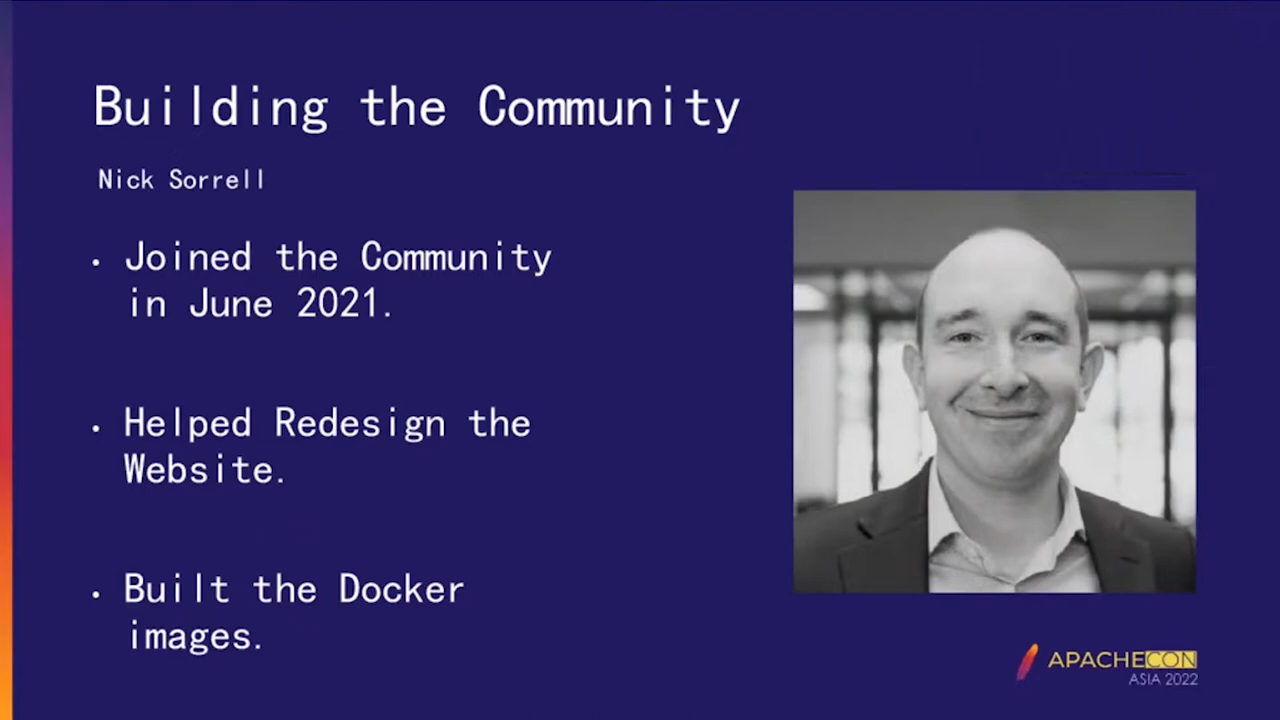 Building the Community
Nick Sorrell
• Joined the Community
in June 2021.
• Helped Redesign the
Website.
• Built the Docker
images.
APACHECON
ASIA 2022